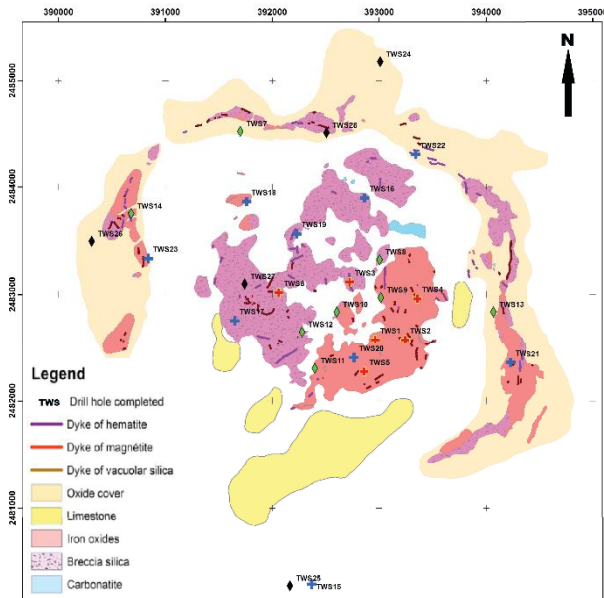 390000 391000 392000 393000 394000 395000
N
2485000
2484000
2483000
2482000
2481000
TWS24
TWS7
TWS28
TWS22
TWS18
TWS16
TWS14
TWS19
TWS26
TWS23
TWS8
TWS27
TWS6
TWS3
TWS9
TWS4
TWS10
TWS13
TWS17
TWS12
TWS1
TWS2
TWS20
TWS11
TWS5
TWS21
TWS25
TWS15
Legend
TWS Drill hole completed
Dyke of hematite
Dyke of magnétite
Dyke of vacuolar silica
Oxide cover
Limestone
Iron oxides
Breccia silica
Carbonatite